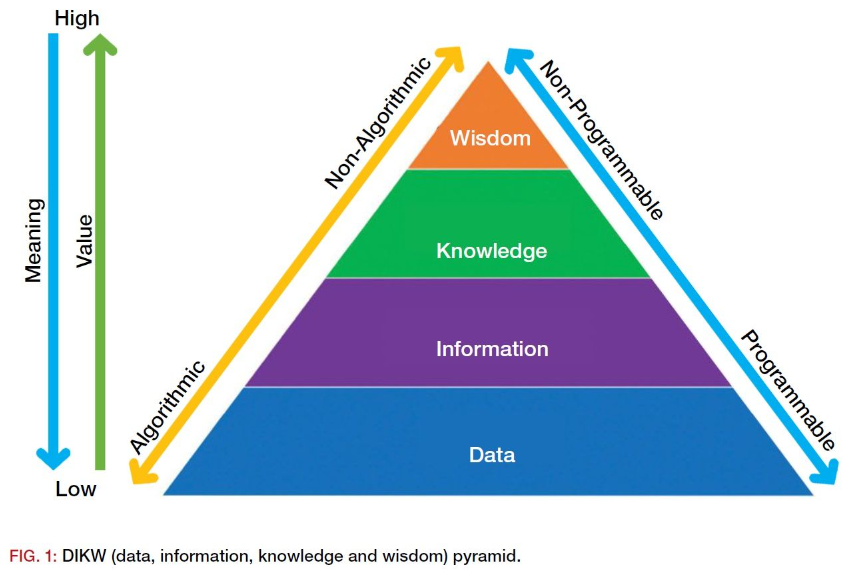 High
Non-Algorithmic
Non-Programmable
Wisdom
Meaning
Value
Knowledge
Information
Algorithmic
Programmable
Data
Low
FIG. 1: DIKW (data, information, knowledge and wisdom) pyramid.